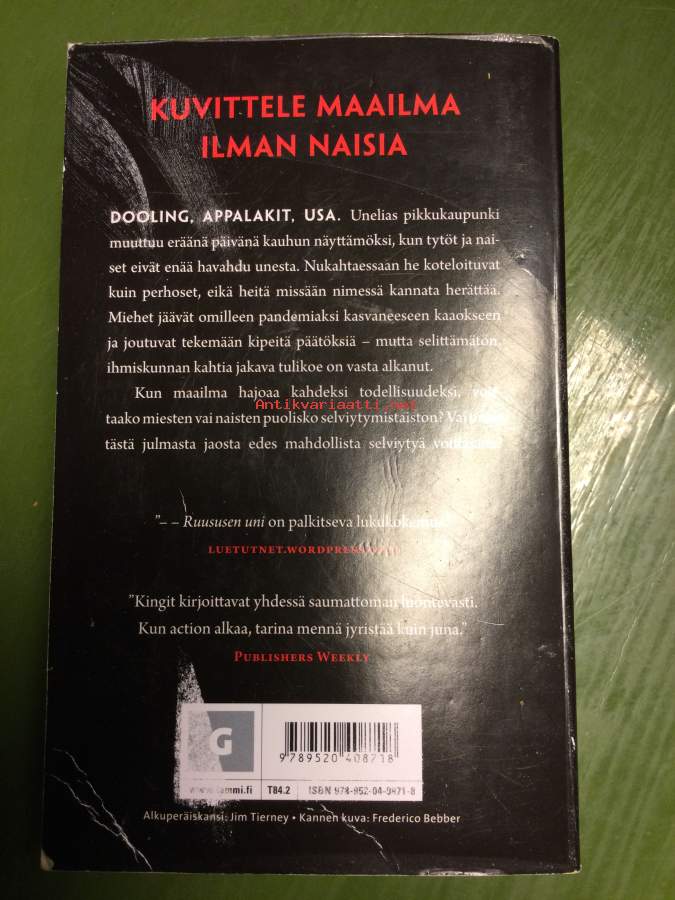 KUVITTELE MAAILMA
ILMAN NAISIA
DOOLING, APPALAKIT, USA. Unelias pikkukaupunki
muuttuu eräänä päivänä kauhun näyttämöksi, kun tytöt ja nai-
set eivät enää havahdu unesta. Nukahtaessaan he koteloituvat
kuin perhoset, eikä heitä missään nimessä kannata herättää.
Miehet jäävät omilleen pandemiaksi kasvaneeseen kaaokseen
ja joutuvat tekemään kipeitä päätöksiä – mutta selittämätön,
ihmiskunnan kahtia jakava tulikoe on vasta alkanut.
Kun maailma hajoaa kahdeksi todellisuudeksi,
Antikvariaatti.net
taako miesten vai naisten puolisko selviytymistaiston?
tästä julmasta jaosta edes mahdollista selviytyä
”– – Ruususen uni on palkitseva
LUETUTNET.WORDPRESS
”Kingit kirjoittavat yhdessä saumattoman luontevasti.
Kun action alkaa, tarina mennä jyristää kuin juna.”
PUBLISHERS WEEKLY
G
9 789520 408718
www.tammi.fi
T84.2
ISBN 978-952-04-0871-8
Alkuperäiskansi: Jim Tierney • Kannen kuva: Frederico Bebber